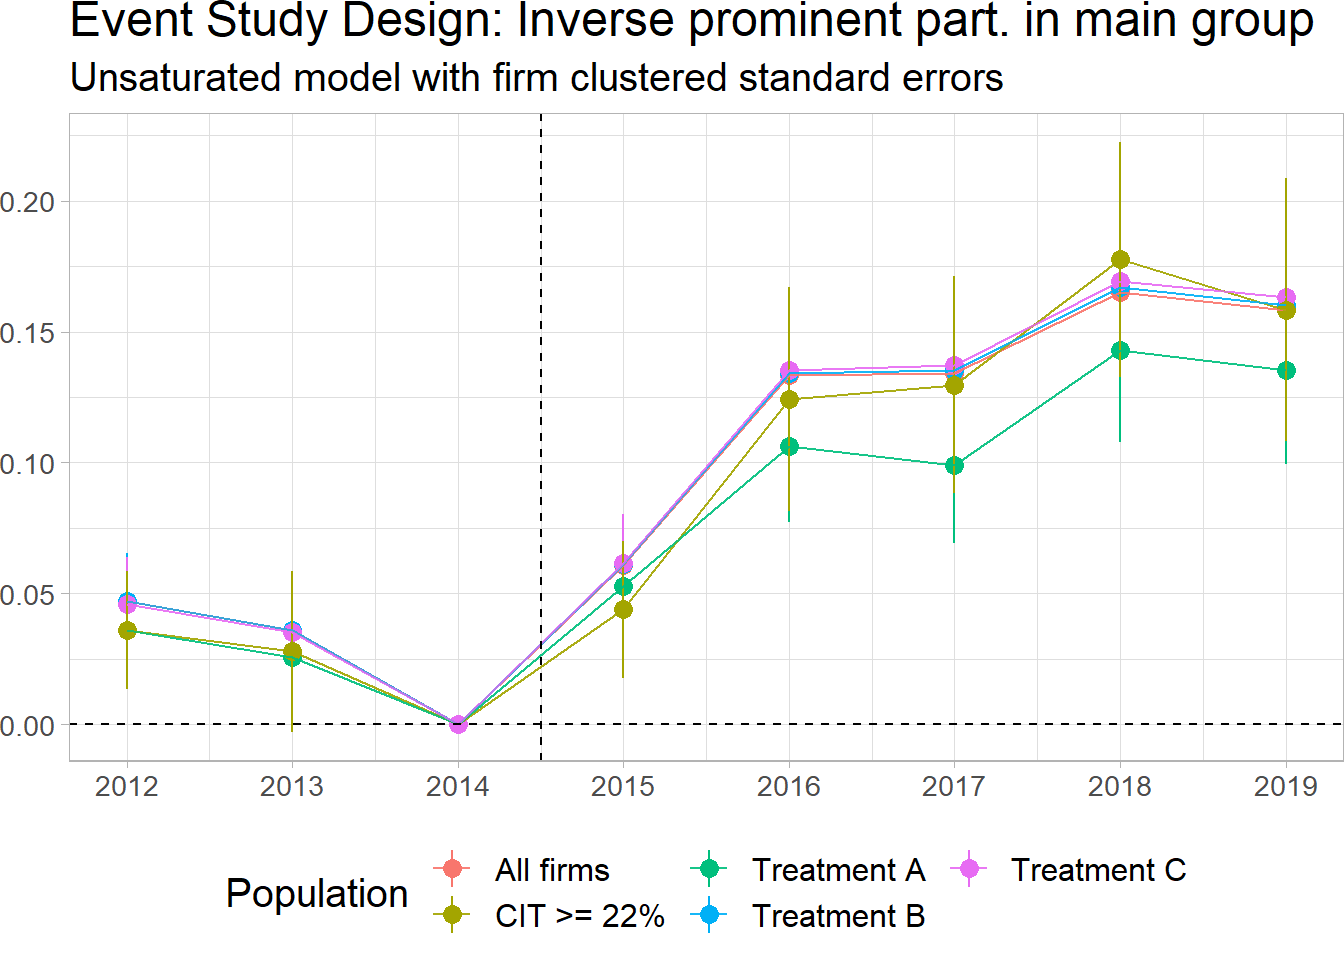 Event Study Design: Inverse prominent part. in main group
Unsaturated model with firm clustered standard errors
0.20
0.15
0.10
0.05
0.00
2012 2013 2014 2015 2016 2017 2018 2019
Population
All firms
CIT >= 22%
Treatment A
Treatment B
Treatment C